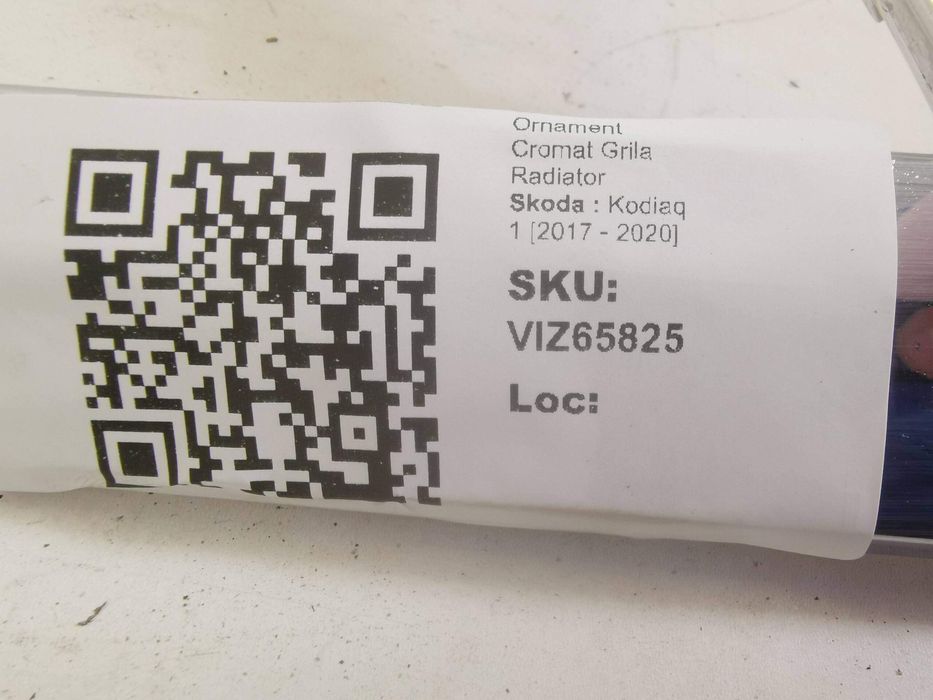 Ornament
Cromat Grila
Radiator
Skoda : Kodiaq
1 [2017 - 2020]
SKU:
VIZ65825
Loc: